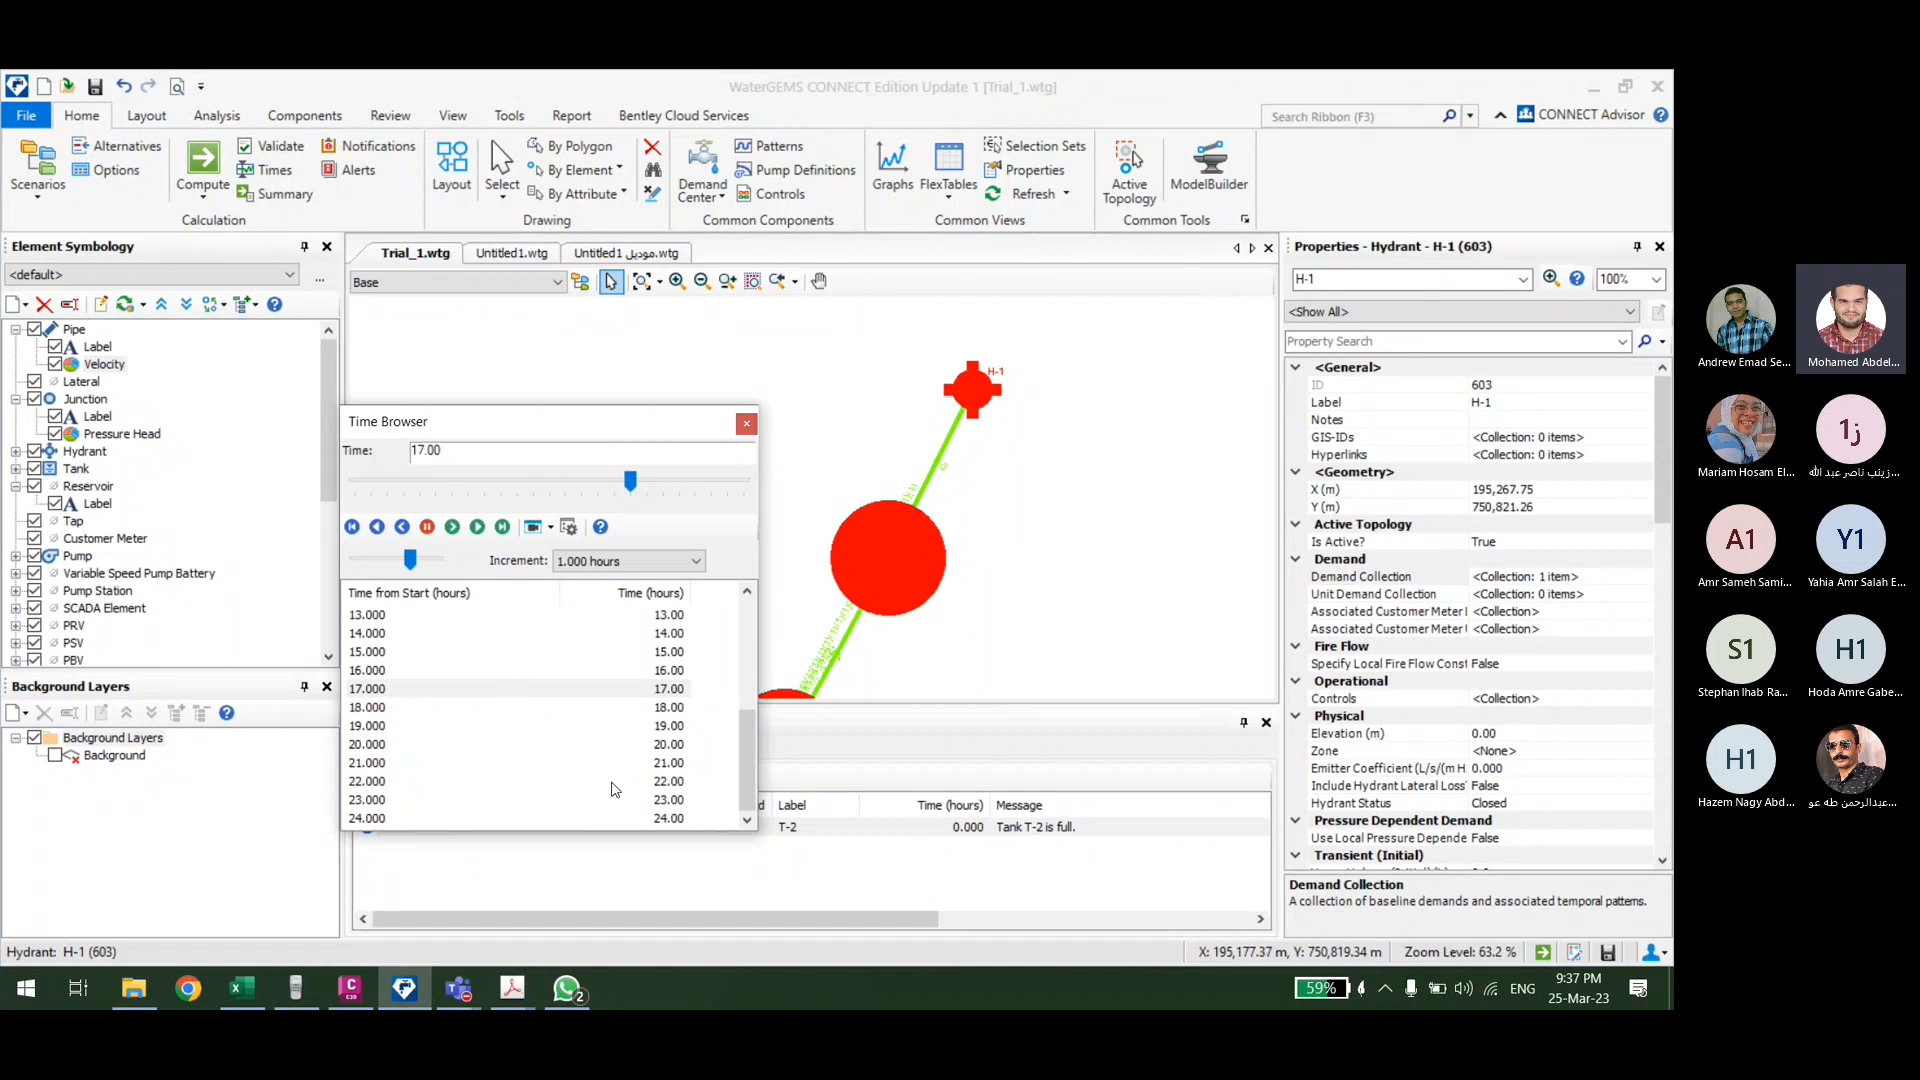 WaterGEMS CONNECT Edition Update 1 [Trial_1.wtg]
File Home Layout Analysis Components Review View Tools Report Bentley Cloud Services
Search Ribbon (F3) CONNECT Advisor
Scenarios Alternatives Options
Compute Validate Times Summary Notifications Alerts
Calculation
Layout Select By Polygon By Element By Attribute
Drawing
Demand Center Patterns Pump Definitions Controls
Common Components
Graphs FlexTables Selection Sets Properties Refresh
Common Views
Active Topology ModelBuilder
Common Tools
Element Symbology
<default>
...
Pipe
Label
Velocity
Lateral
Junction
Label
Pressure Head
Hydrant
Tank
Reservoir
Label
Tap
Customer Meter
Pump
Variable Speed Pump Battery
Pump Station
SCADA Element
PRV
PSV
PBV
Background Layers
Background Layers
Background
Trial_1.wtg Untitled1.wtg Untitled1 موديل.wtg
Base
H-1
Time Browser
Time: 17.00
Increment: 1.000 hours
Time from Start (hours) Time (hours)
13.000 13.00
14.000 14.00
15.000 15.00
16.000 16.00
17.000 17.00
18.000 18.00
19.000 19.00
20.000 20.00
21.000 21.00
22.000 22.00
23.000 23.00
24.000 24.00
Label Time (hours) Message
T-2 0.000 Tank T-2 is full.
Properties - Hydrant - H-1 (603)
H-1 100%
<Show All>
Property Search
<General>
ID 603
Label H-1
Notes
GIS-IDs <Collection: 0 items>
Hyperlinks <Collection: 0 items>
<Geometry>
X (m) 195,267.75
Y (m) 750,821.26
Active Topology
Is Active? True
Demand
Demand Collection <Collection: 1 item>
Unit Demand Collection <Collection: 0 items>
Associated Customer Meter <Collection>
Associated Customer Meter <Collection>
Fire Flow
Specify Local Fire Flow Const False
Operational
Controls <Collection>
Physical
Elevation (m) 0.00
Zone <None>
Emitter Coefficient (L/s/(m H 0.000
Include Hydrant Lateral Loss False
Hydrant Status Closed
Pressure Dependent Demand
Use Local Pressure Depende False
Transient (Initial)
Demand Collection
A collection of baseline demands and associated temporal patterns.
Hydrant: H-1 (603)
X: 195,177.37 m, Y: 750,819.34 m Zoom Level: 63.2 %
2
59% ENG 9:37 PM
25-Mar-23
Andrew Emad Se... Mohamed Abdel...
ز1
Mariam Hosam El... زينب ناصر عبد الله...
A1 Y1
Amr Sameh Sami... Yahia Amr Salah E...
S1 H1
Stephan Ihab Ra... Hoda Amre Gabe...
H1
Hazem Nagy Abd... عبدالرحمن طه عو...